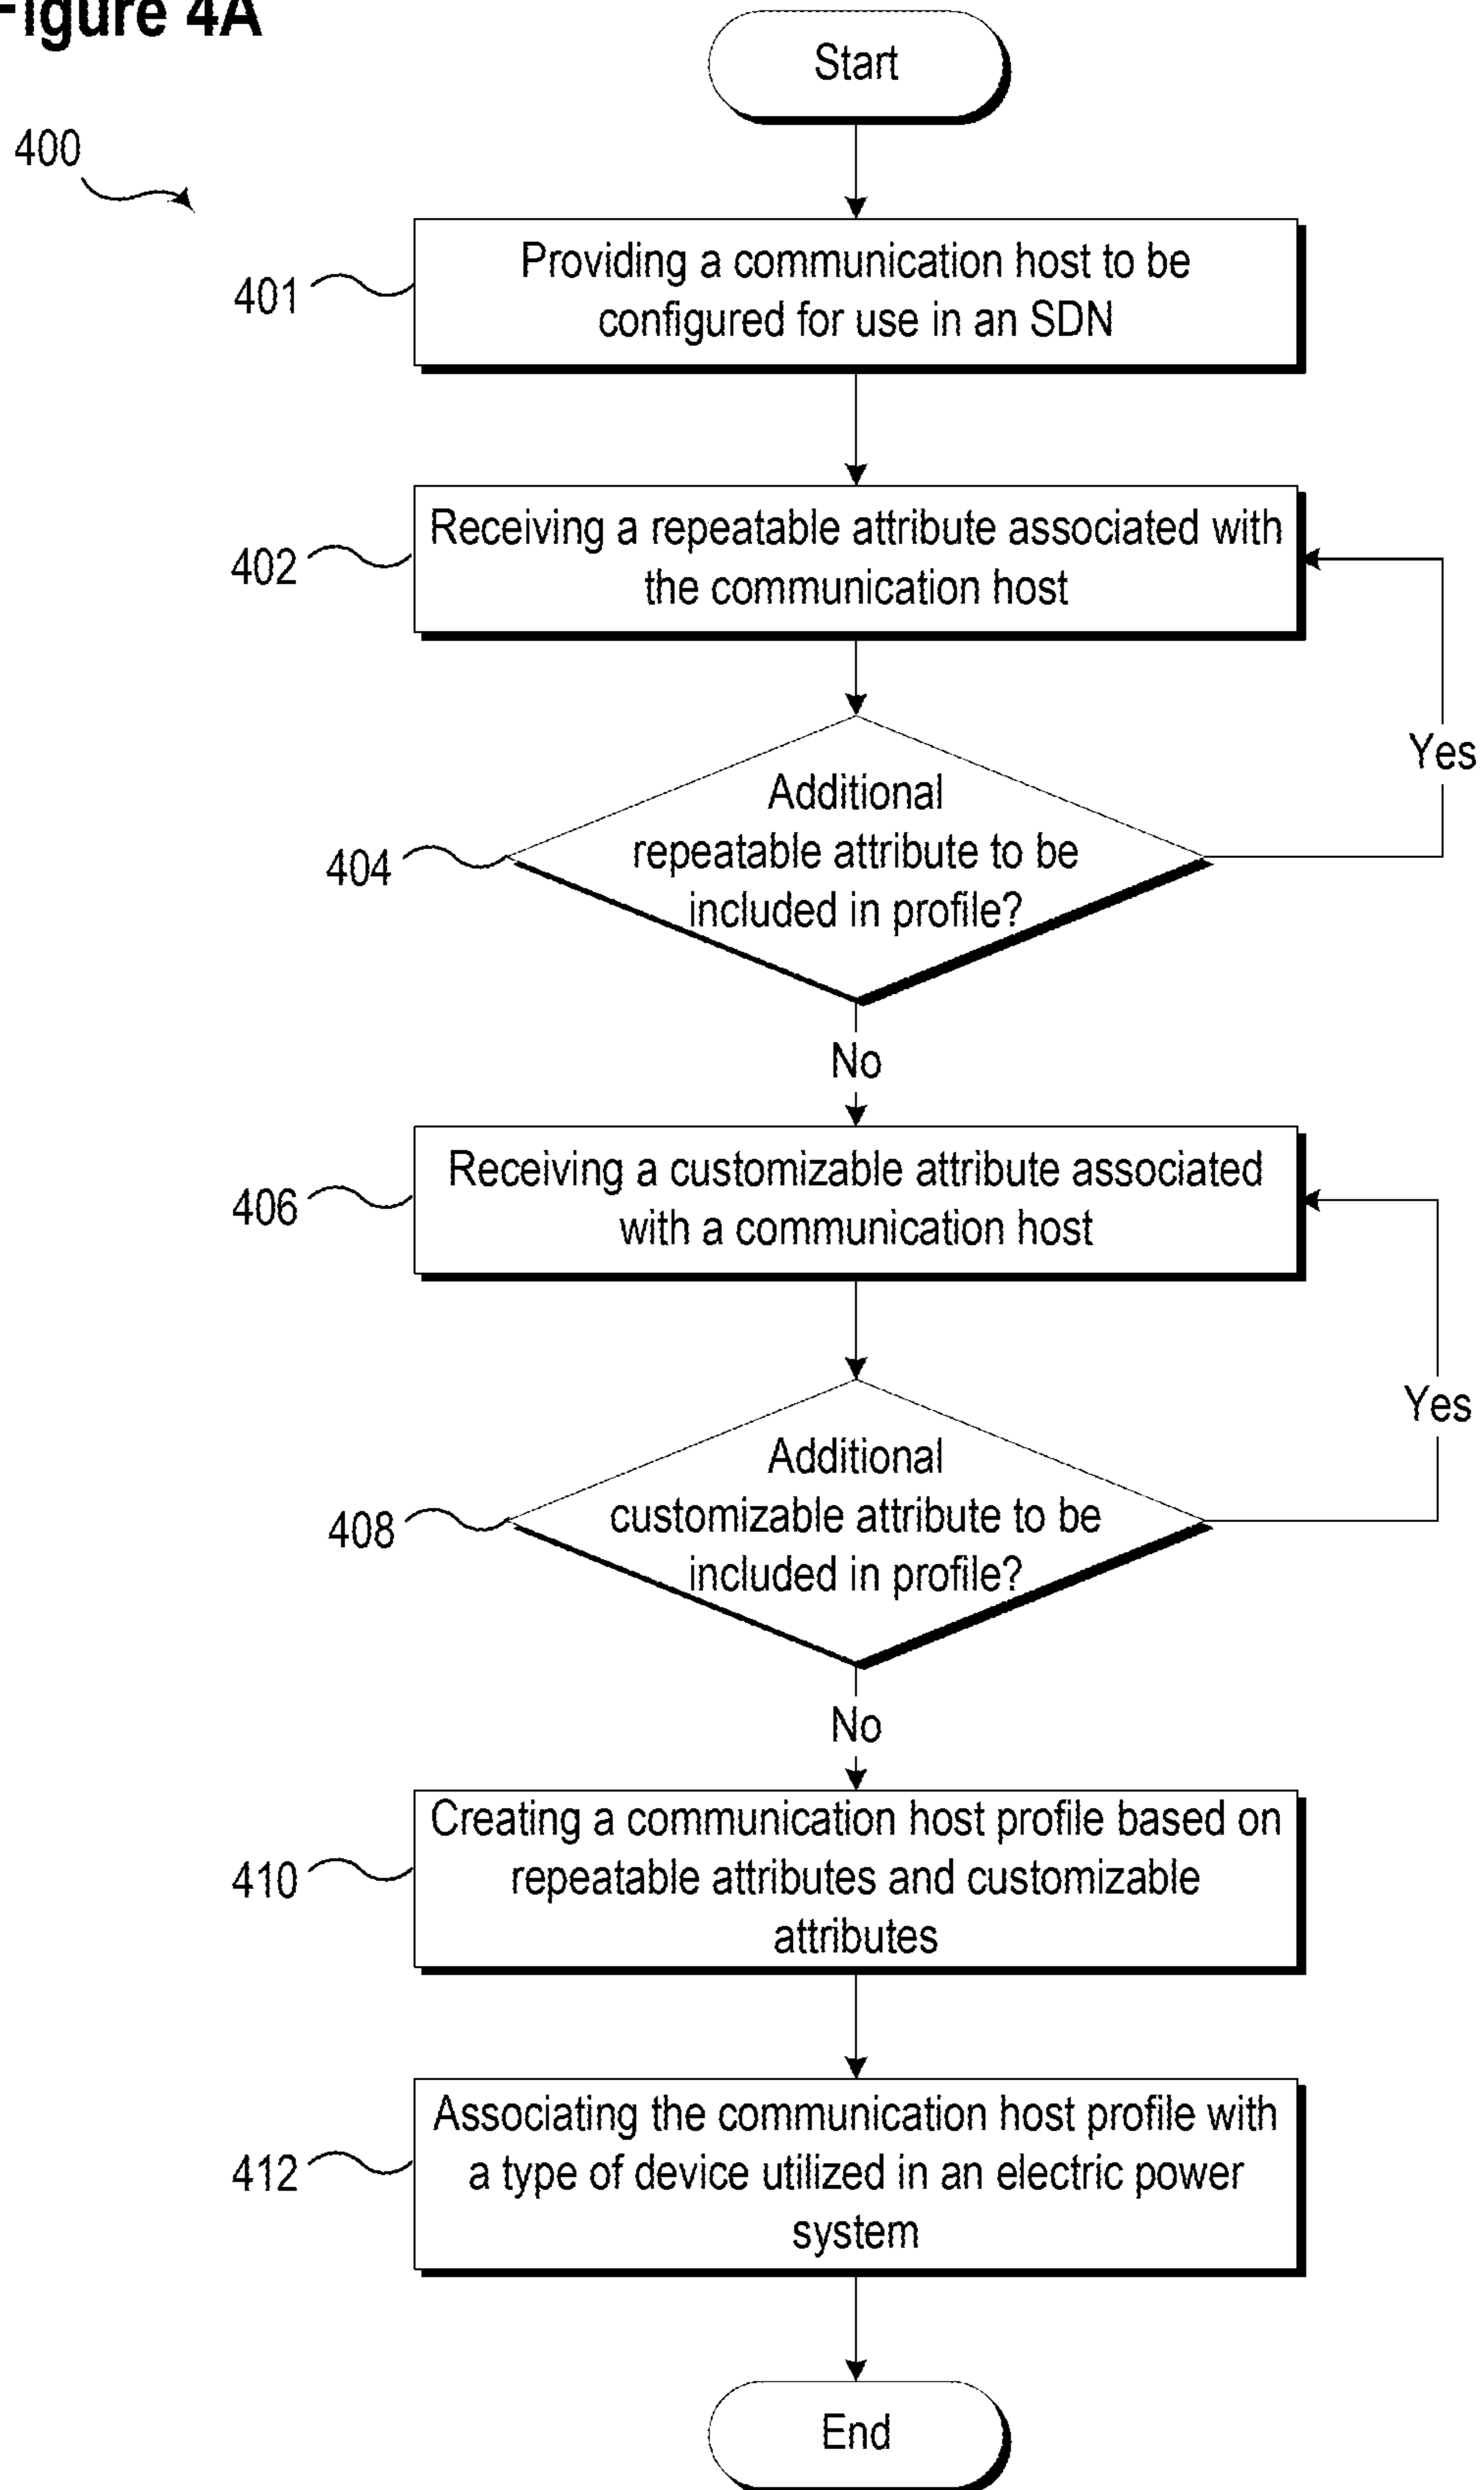 Figure 4A
Start
400
401
Providing a communication host to be
configured for use in an SDN
402
Receiving a repeatable attribute associated with
the communication host
Yes
404
Additional
repeatable attribute to be
included in profile?
No
406
Receiving a customizable attribute associated
with a communication host
Yes
408
Additional
customizable attribute to be
included in profile?
No
410
Creating a communication host profile based on
repeatable attributes and customizable
attributes
412
Associating the communication host profile with
a type of device utilized in an electric power
system
End